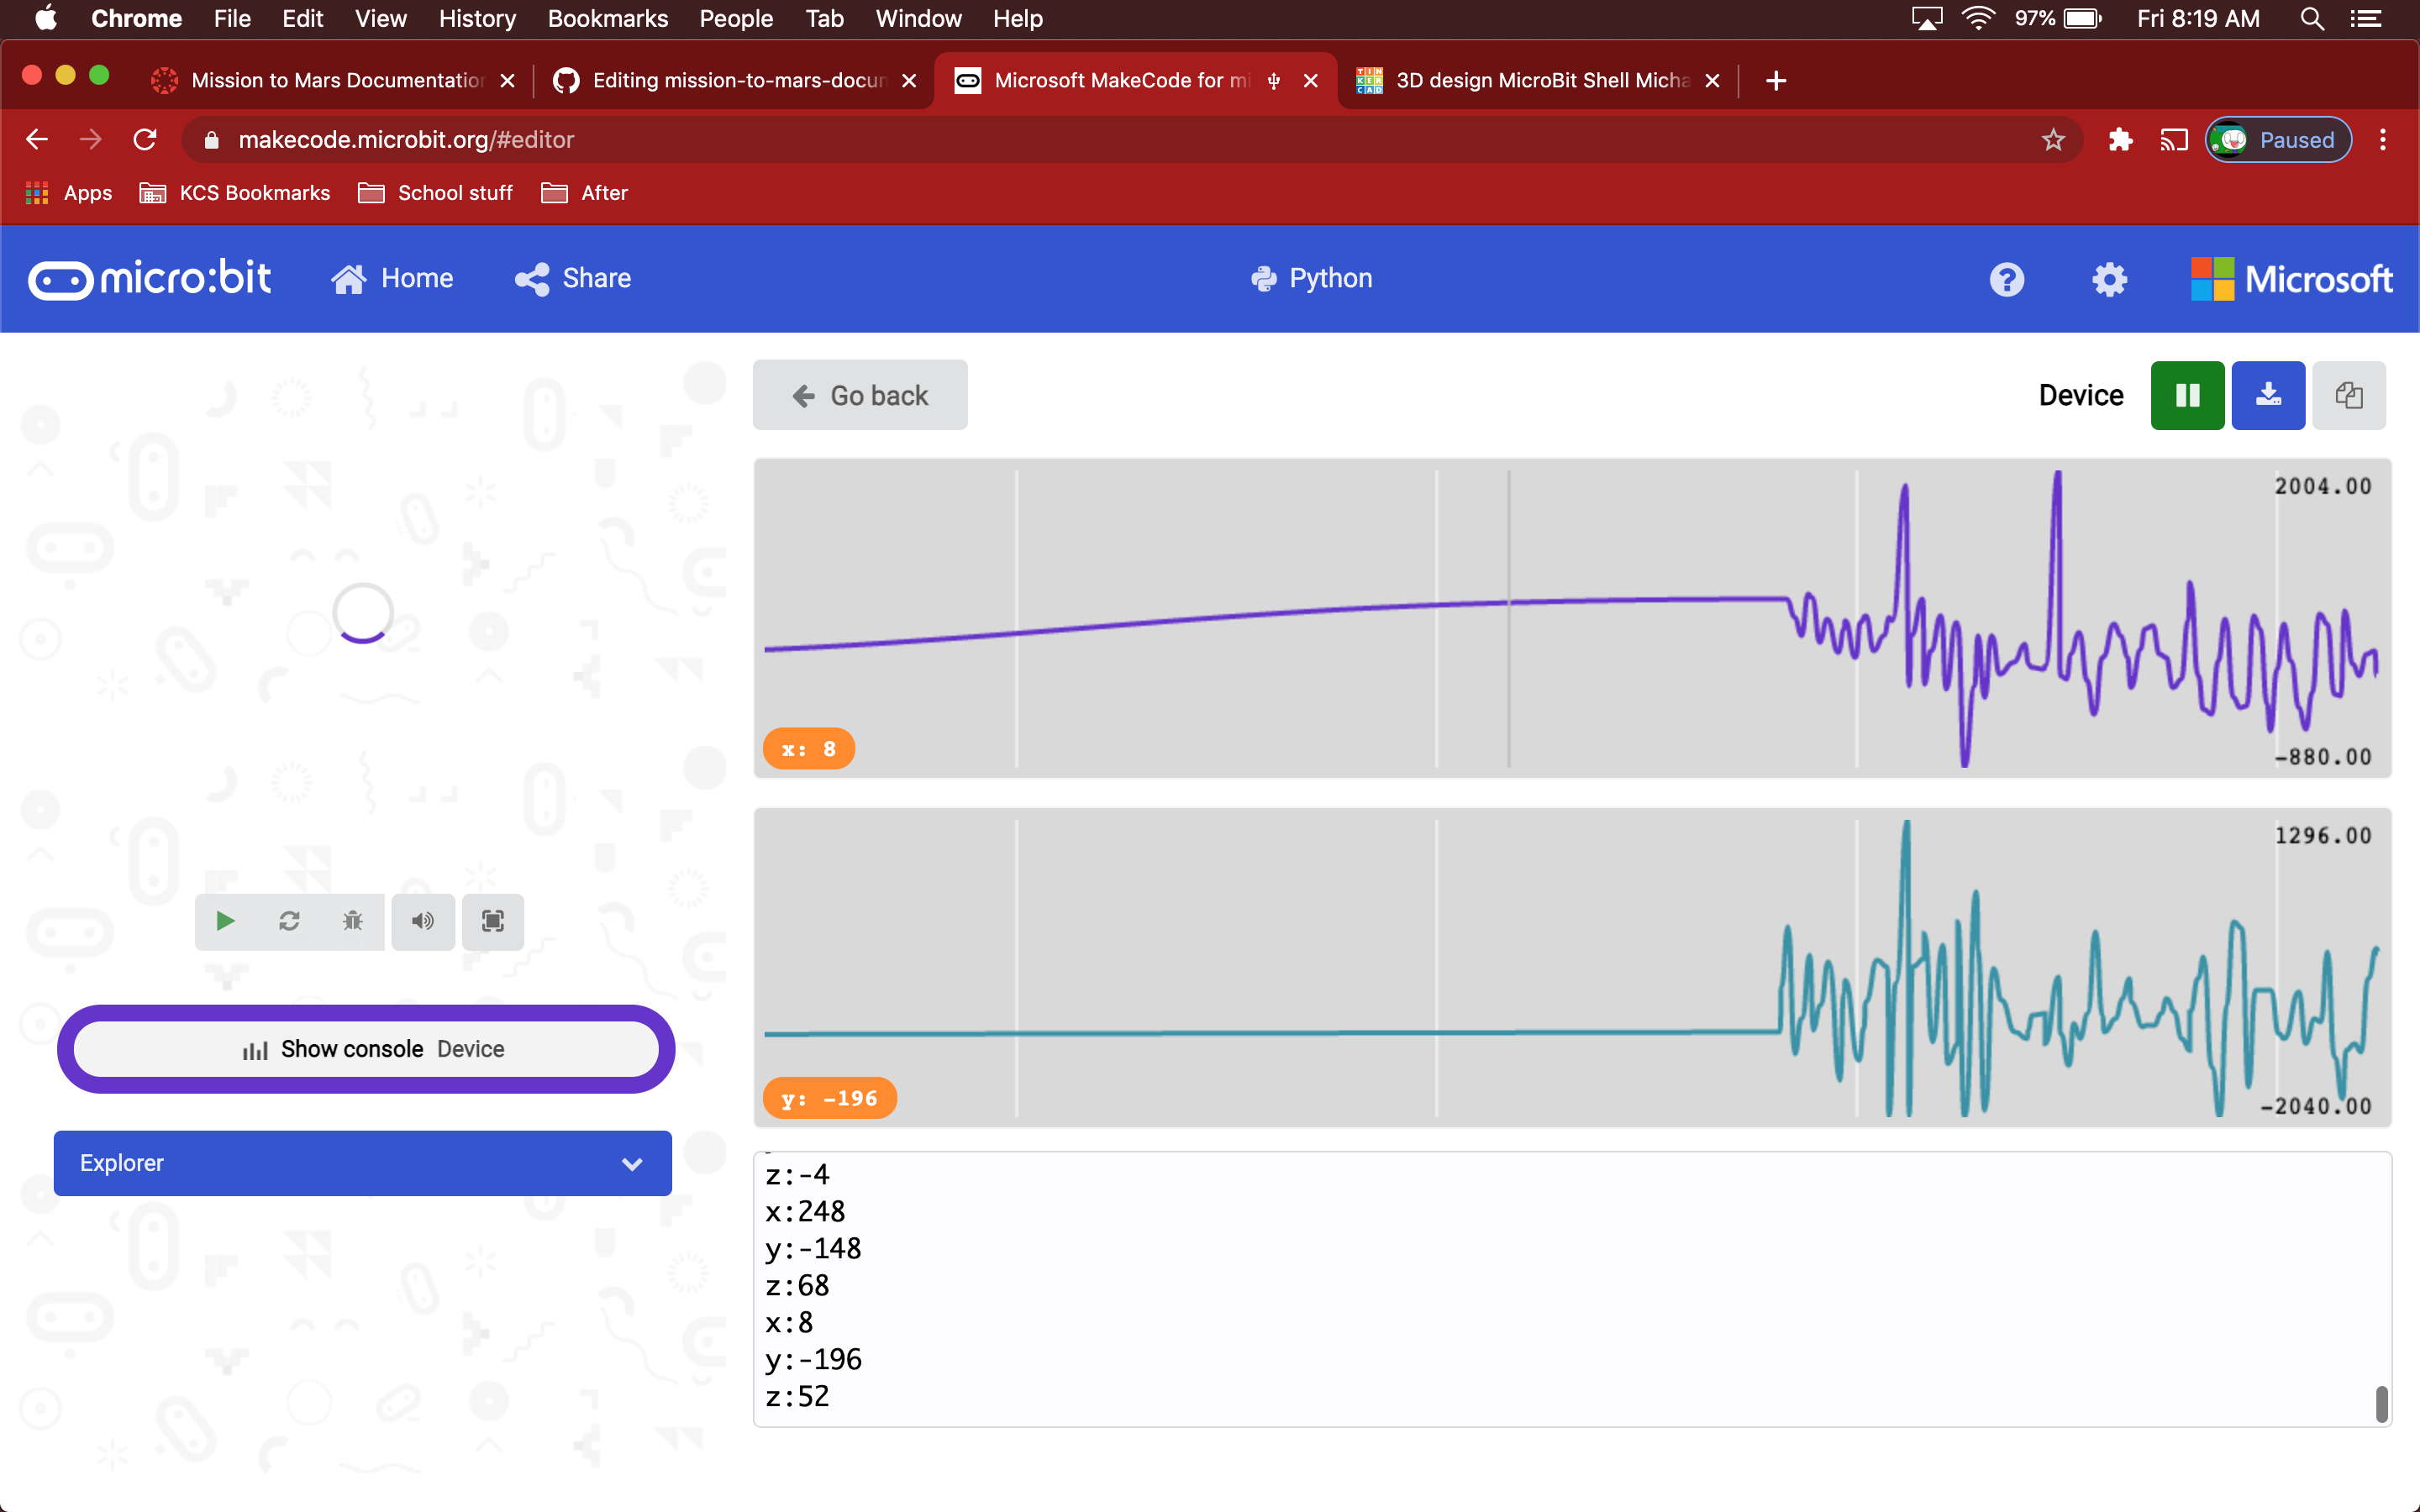 Chrome File Edit View History Bookmarks People Tab Window Help 97% Fri 8:19 AM
Mission to Mars Documentation Editing mission-to-mars-docun Microsoft MakeCode for mi 3D design MicroBit Shell Micha
makecode.microbit.org/#editor Paused
Apps KCS Bookmarks School stuff After
micro:bit Home Share Python Microsoft
Go back Device
2004.00
x: 8
-880.00
1296.00
y: -196
-2040.00
Show console Device
Explorer
z:-4
x:248
y:-148
z:68
x:8
y:-196
z:52